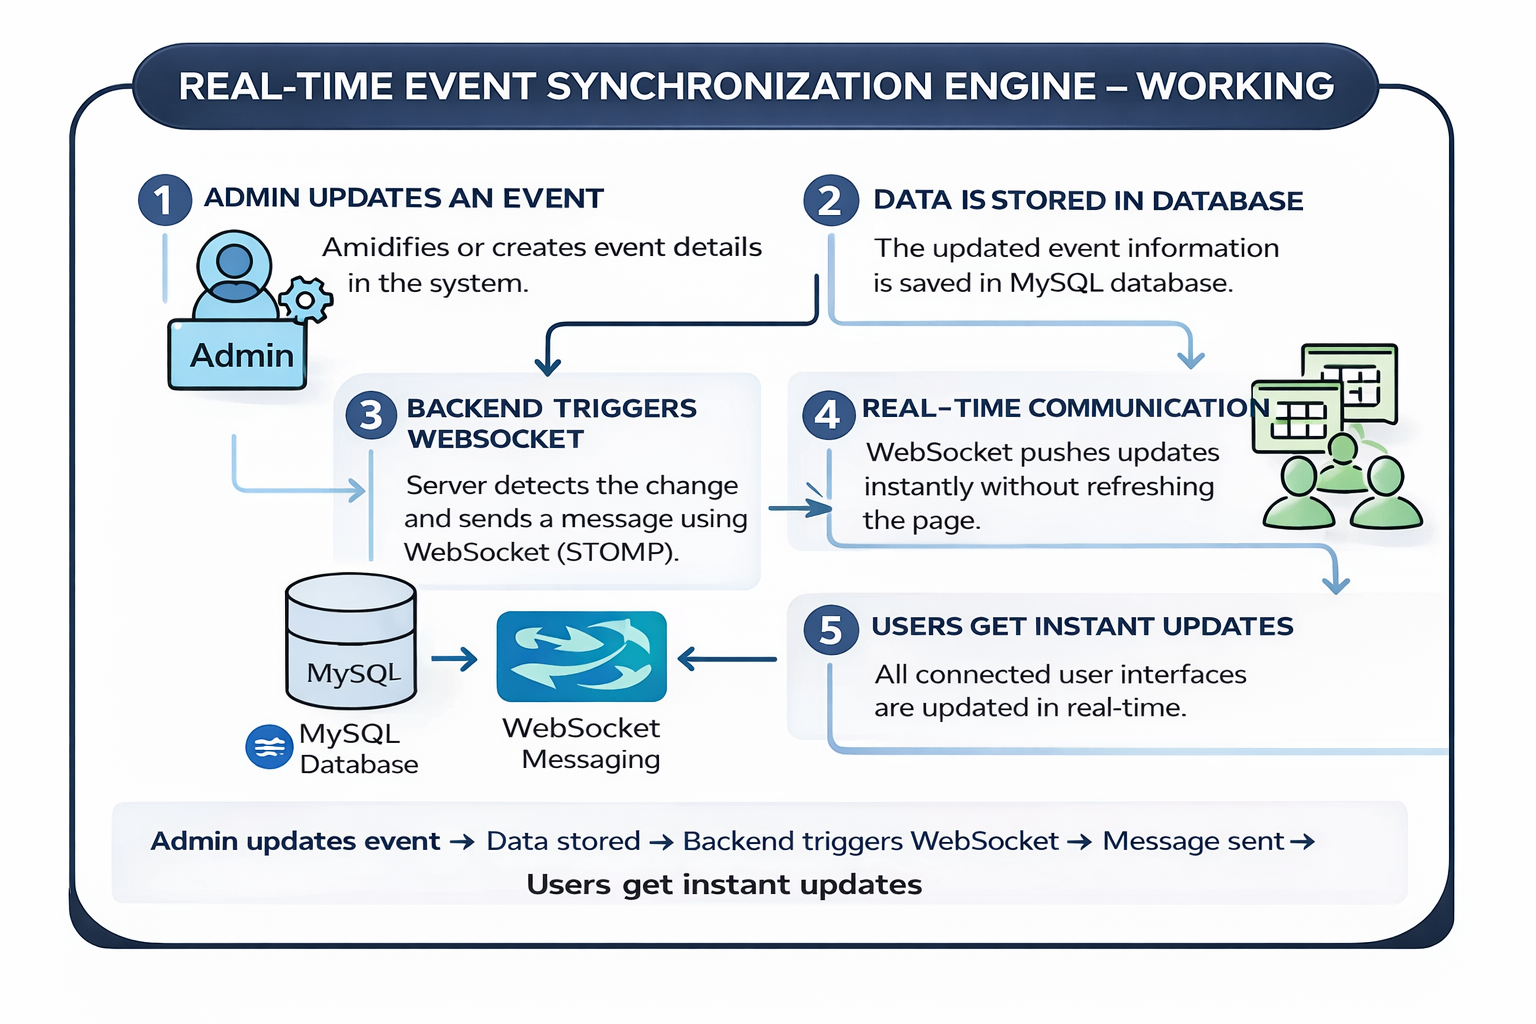 REAL-TIME EVENT SYNCHRONIZATION ENGINE – WORKING
1 ADMIN UPDATES AN EVENT
Amidifies or creates event details
in the system.
Admin
2 DATA IS STORED IN DATABASE
The updated event information
is saved in MySQL database.
3 BACKEND TRIGGERS
WEBSOCKET
Server detects the change
and sends a message using
WebSocket (STOMP).
4 REAL-TIME COMMUNICATION
WebSocket pushes updates
instantly without refreshing
the page.
MySQL
MySQL
Database
WebSocket
Messaging
5 USERS GET INSTANT UPDATES
All connected user interfaces
are updated in real-time.
Admin updates event → Data stored → Backend triggers WebSocket → Message sent →
Users get instant updates